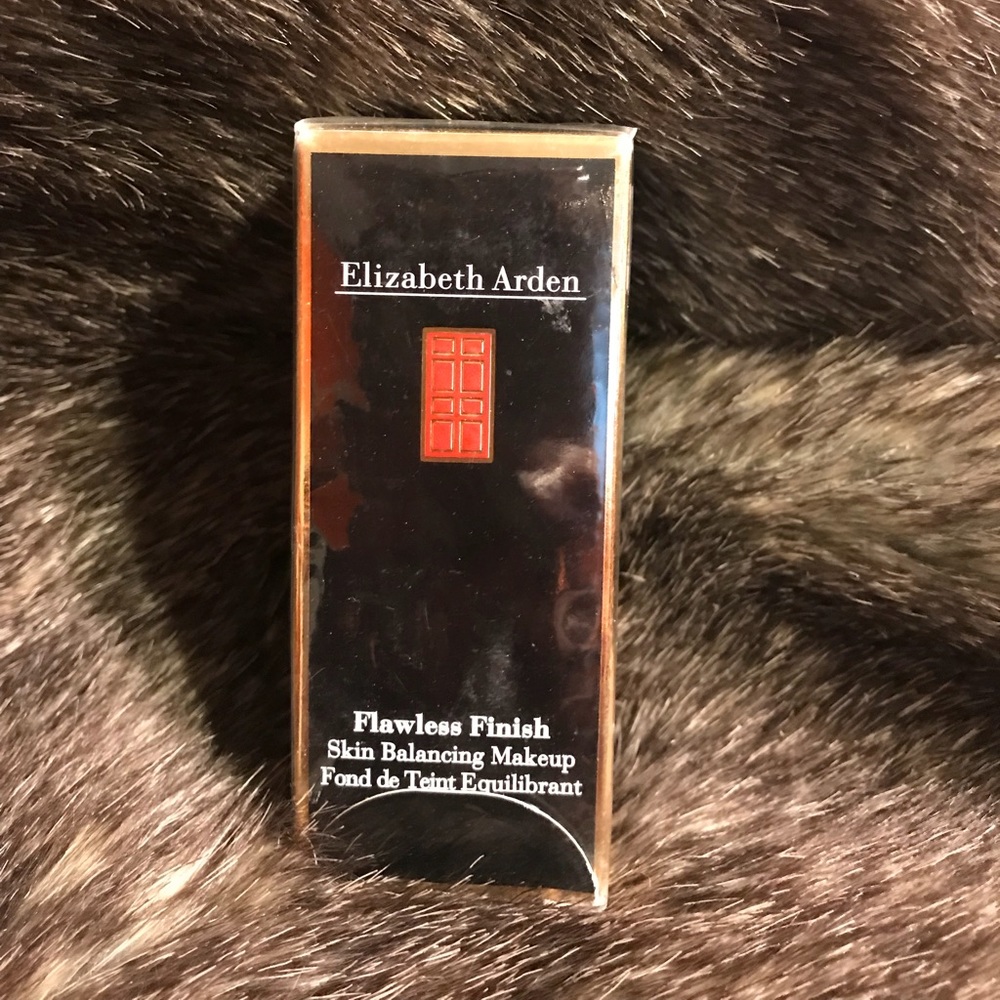 Elizabeth Arden
Flawless Finish
Skin Balancing Makeup
Fond de Teint Equilibrant